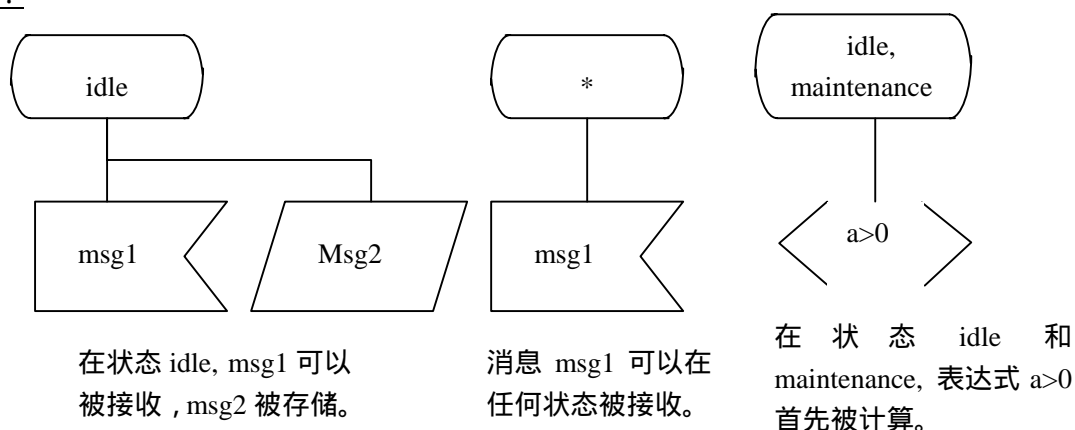 idle
msg1
Msg2
在状态 idle, msg1 可以
被接收，msg2 被存储。
*
msg1
消息 msg1 可以在
任何状态被接收。
idle,
maintenance
a>0
在状态 idle 和
maintenance, 表达式 a>0
首先被计算。